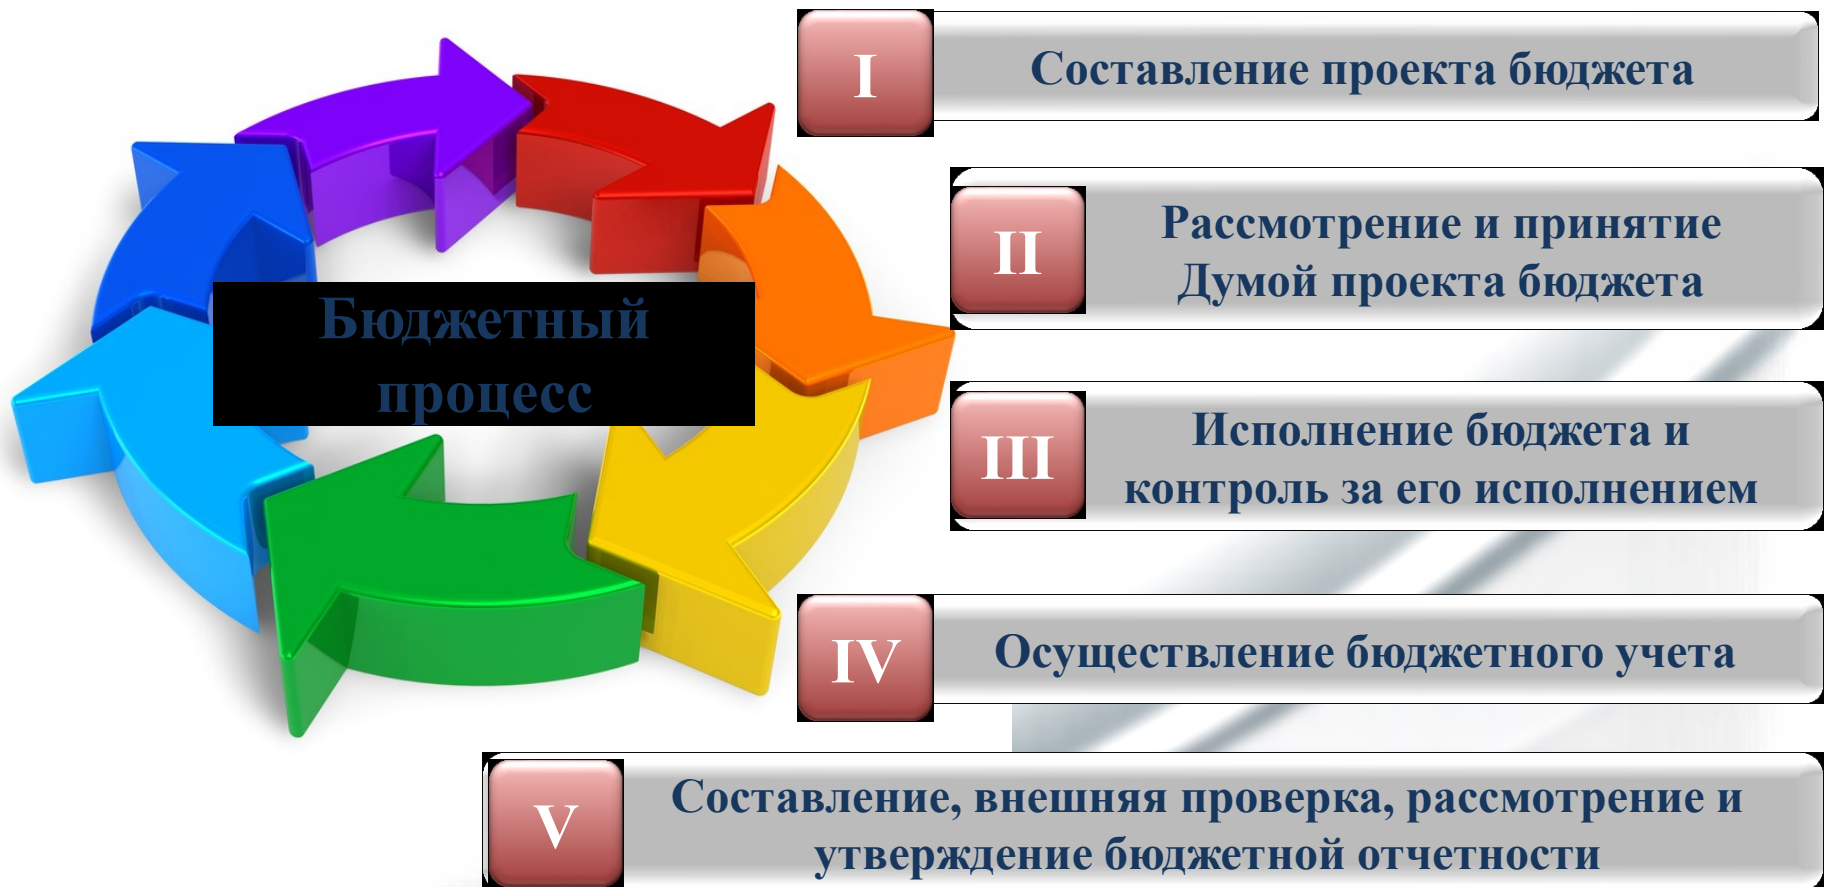 Бюджетный
процесс
I
Составление проекта бюджета
II
Рассмотрение и принятие
Думой проекта бюджета
III
Исполнение бюджета и
контроль за его исполнением
IV
Осуществление бюджетного учета
V
Составление, внешняя проверка, рассмотрение и
утверждение бюджетной отчетности